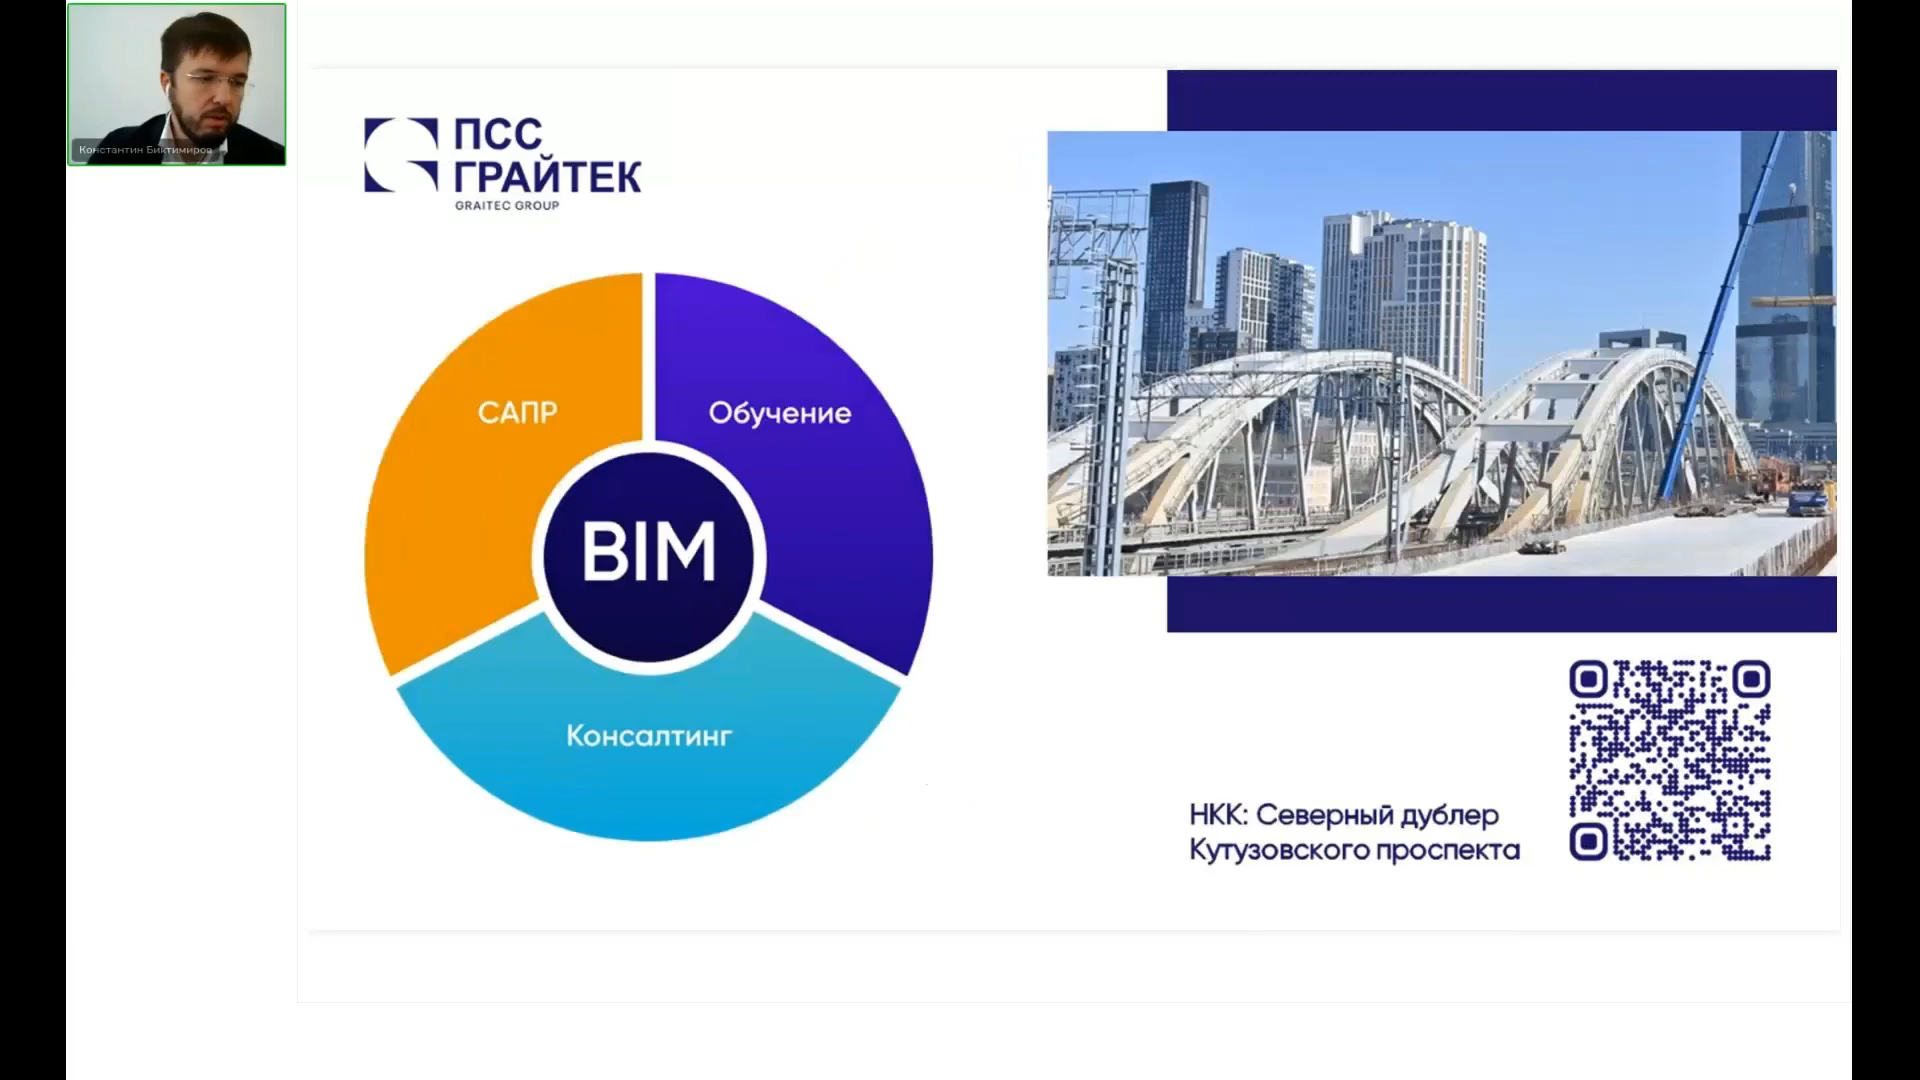 Константин Биктимиров
ПСС
ГРАЙТЕК
GRAITEC GROUP
САПР
Обучение
BIM
Консалтинг
НКК: Северный дублер
Кутузовского проспекта